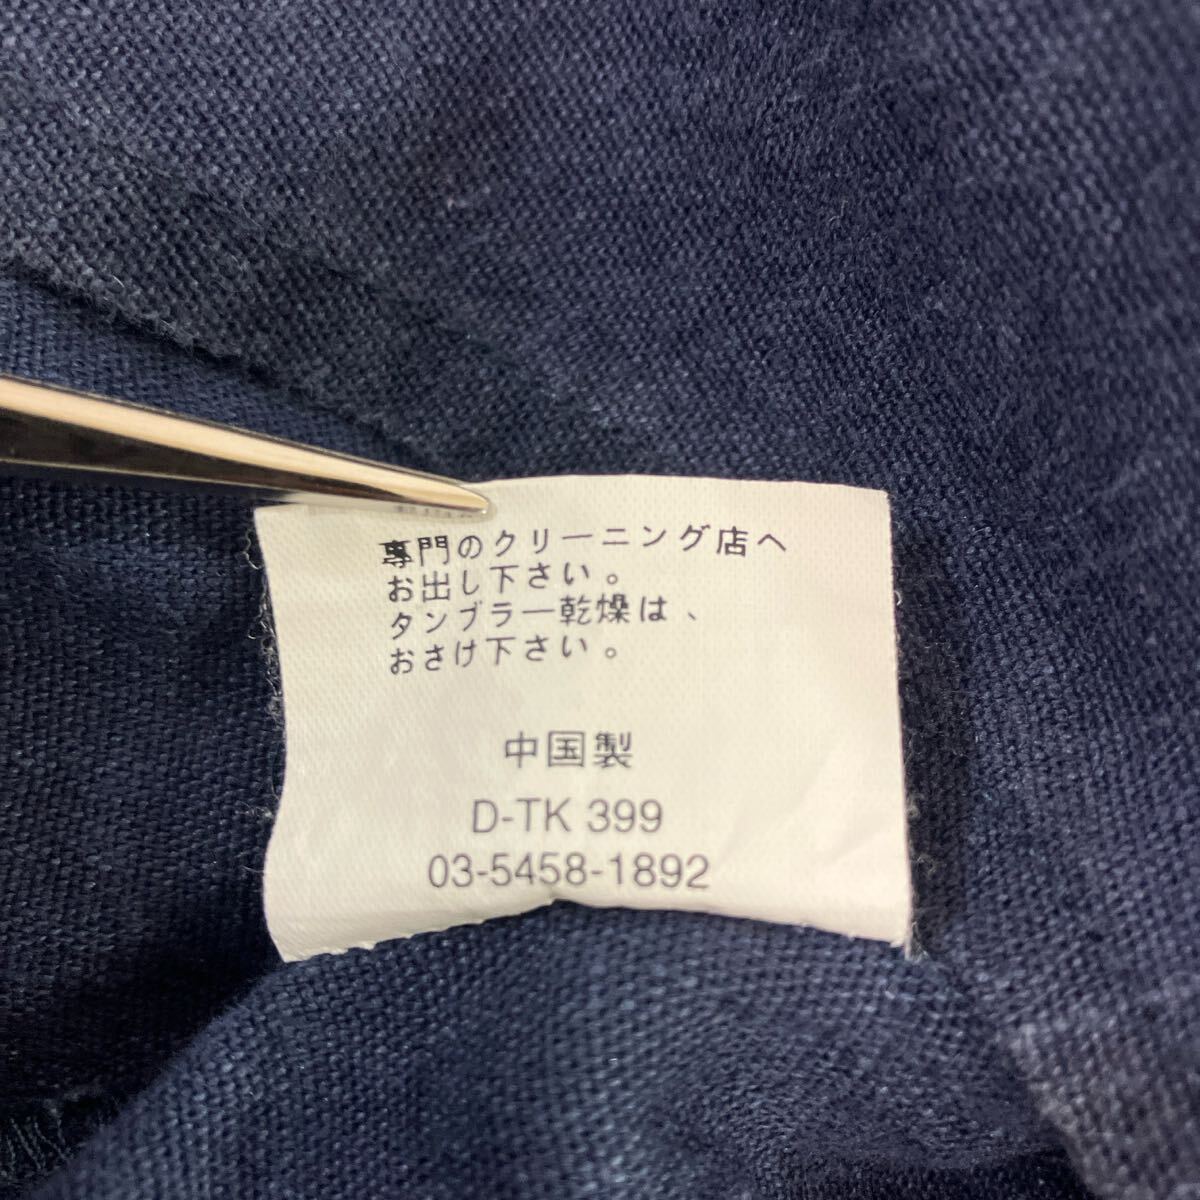 専門のクリーニング店へ
お出し下さい。
タンブラー乾燥は、
おさけ下さい。
中国製
D-TK 399
03-5458-1892